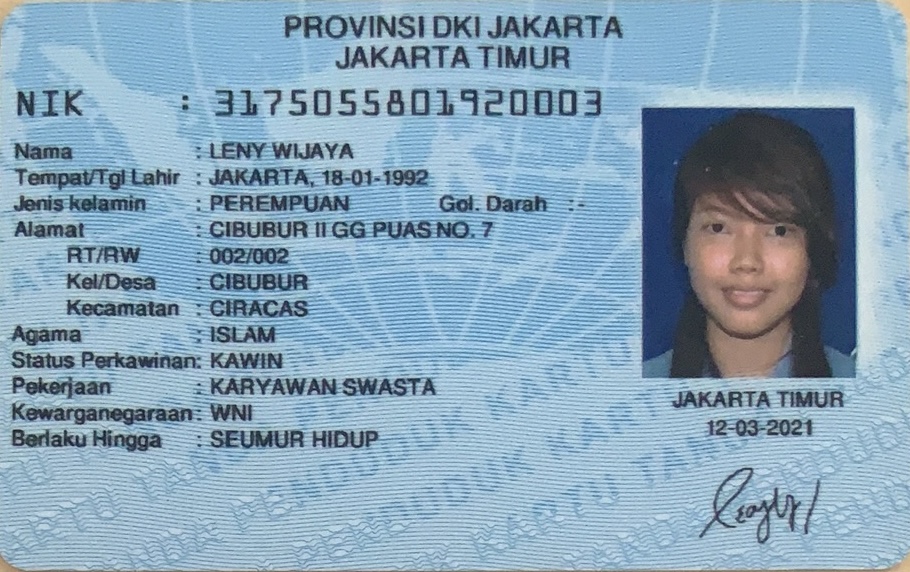 PROVINSI DKI JAKARTA
JAKARTA TIMUR
NIK : 3175055801920003
Nama : LENY WIJAYA
Tempat/Tgl Lahir : JAKARTA, 18-01-1992
Jenis kelamin : PEREMPUAN Gol. Darah : -
Alamat : CIBUBUR II GG PUAS NO. 7
RT/RW : 002/002
Kel/Desa : CIBUBUR
Kecamatan : CIRACAS
Agama : ISLAM
Status Perkawinan: KAWIN
Pekerjaan : KARYAWAN SWASTA
Kewarganegaraan : WNI
Berlaku Hingga : SEUMUR HIDUP
JAKARTA TIMUR
12-03-2021